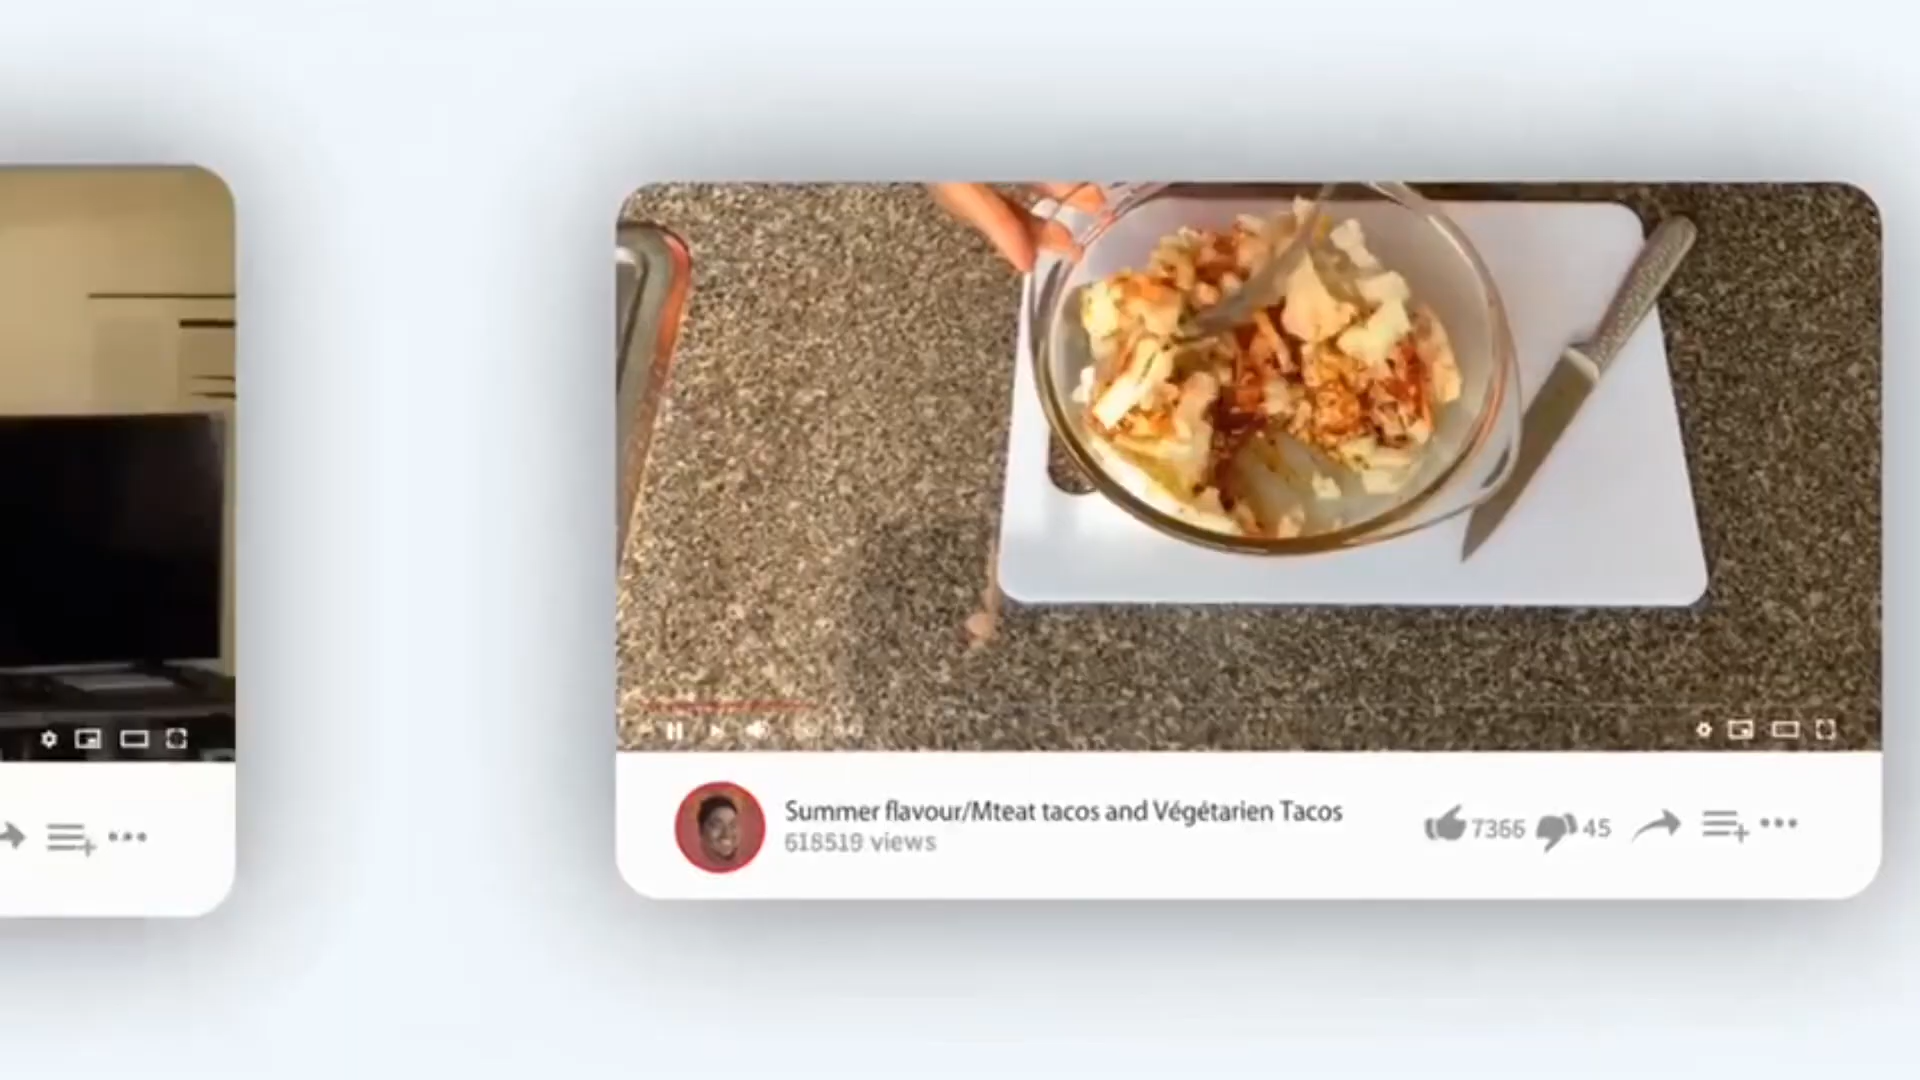 Summer flavour/Mteat tacos and Végétarien Tacos
618519 views
7366
45